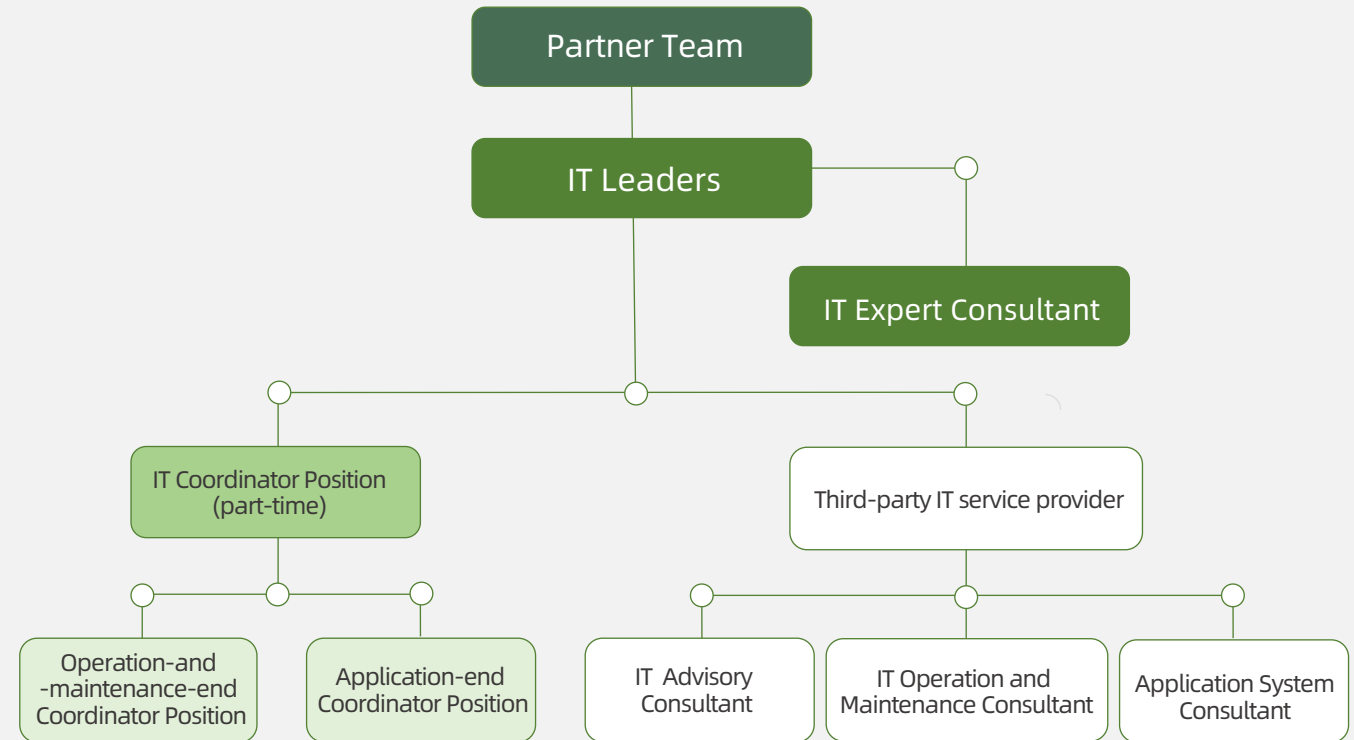 Partner Team
IT Leaders
IT Expert Consultant
IT Coordinator Position
(part-time)
Third-party IT service provider
Operation-and
-maintenance-end
Coordinator Position
Application-end
Coordinator Position
IT Advisory
Consultant
IT Operation and
Maintenance Consultant
Application System
Consultant